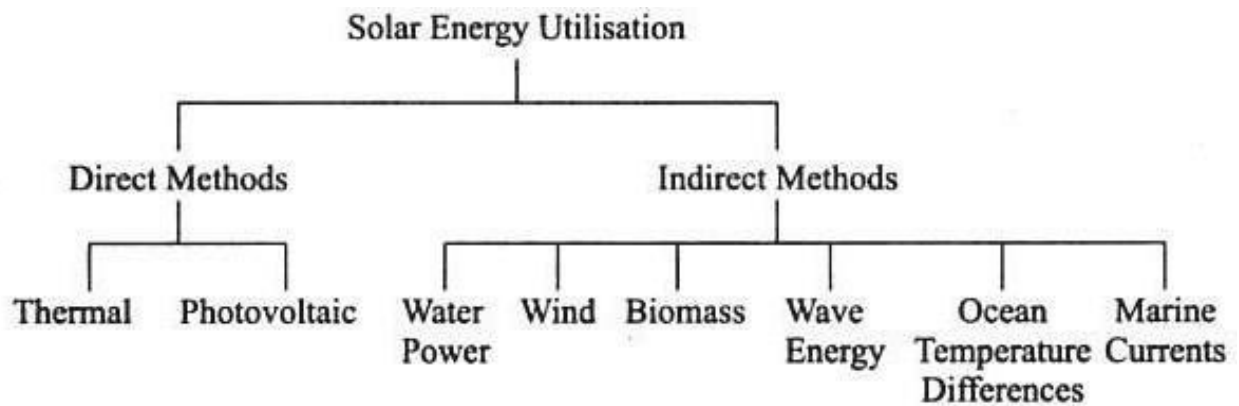 Solar Energy Utilisation
Direct Methods
Indirect Methods
Thermal
Photovoltaic
Water
Power
Wind
Biomass
Wave
Energy
Ocean
Temperature
Differences
Marine
Currents